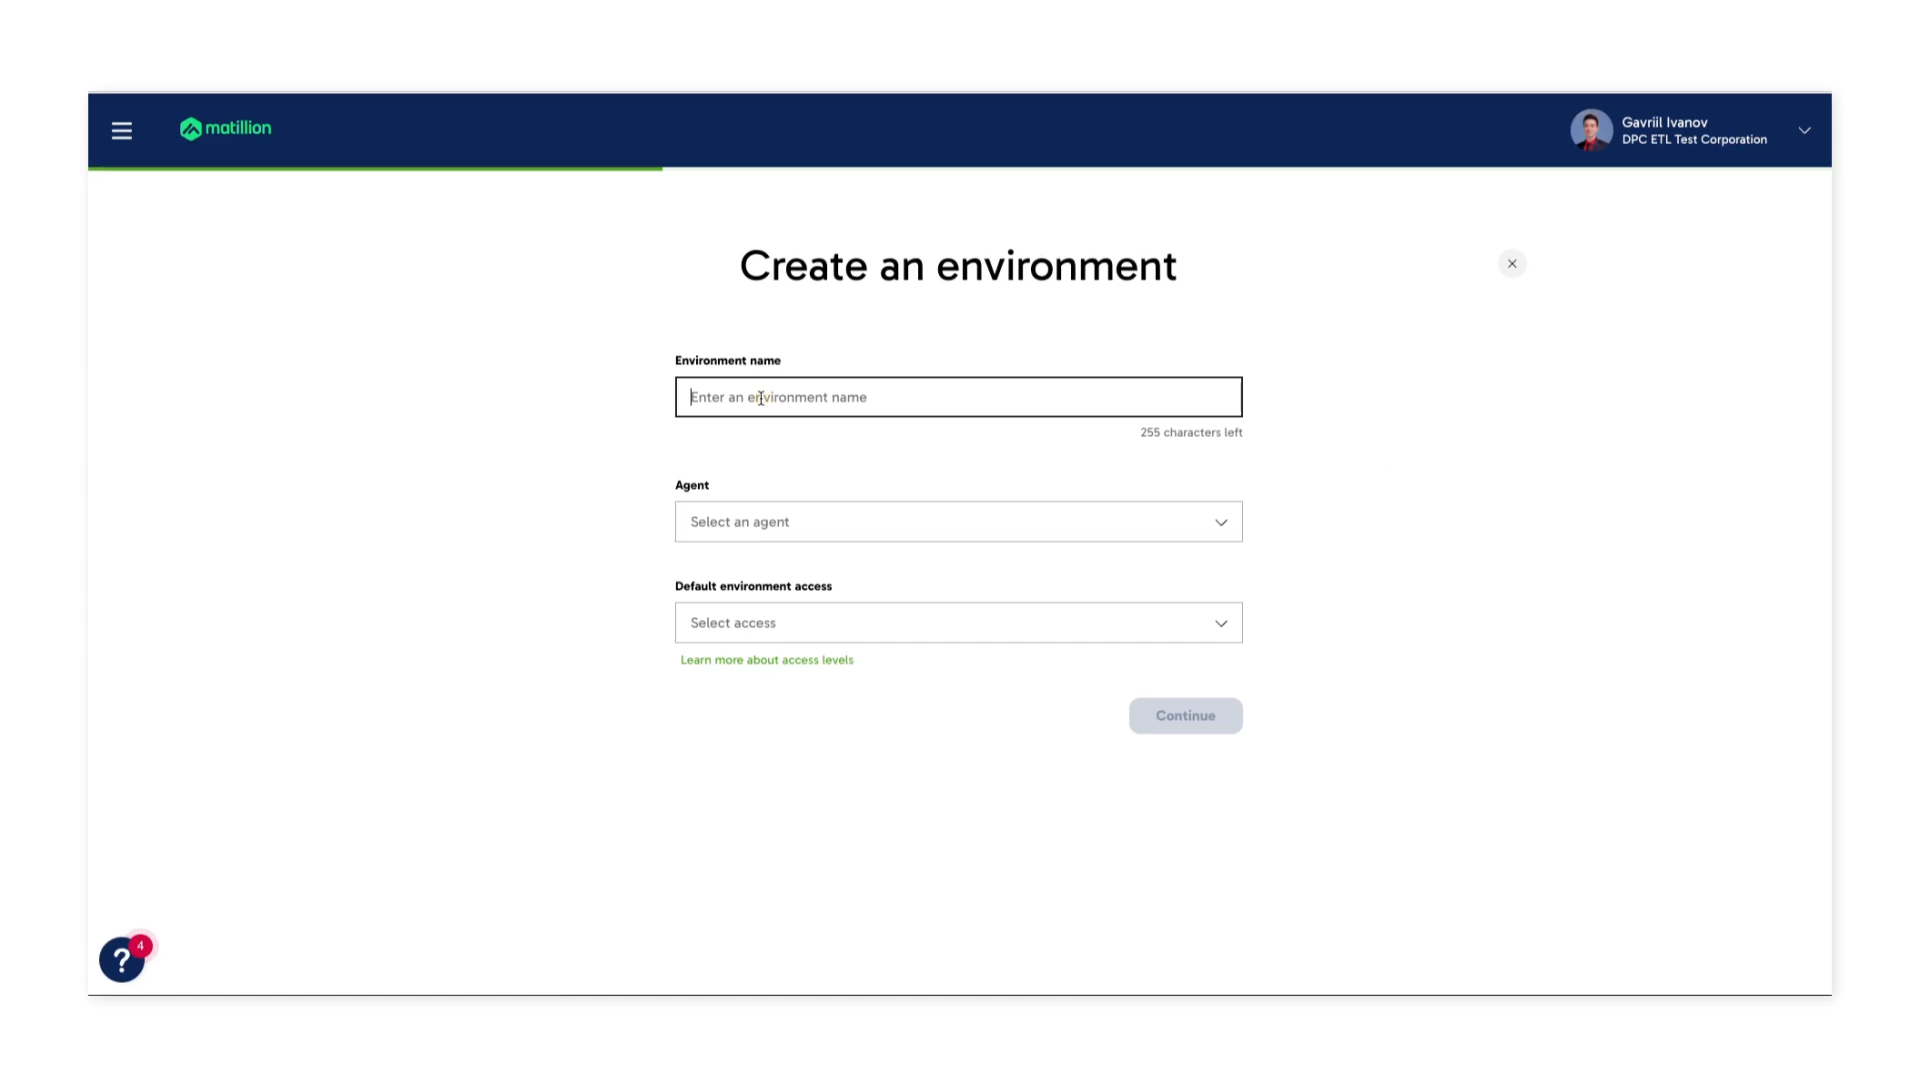 matillion
Gavriil Ivanov
DPC ETL Test Corporation
Create an environment
Environment name
Enter an environment name
255 characters left
Agent
Select an agent
Default environment access
Select access
Learn more about access levels
Continue
?
4